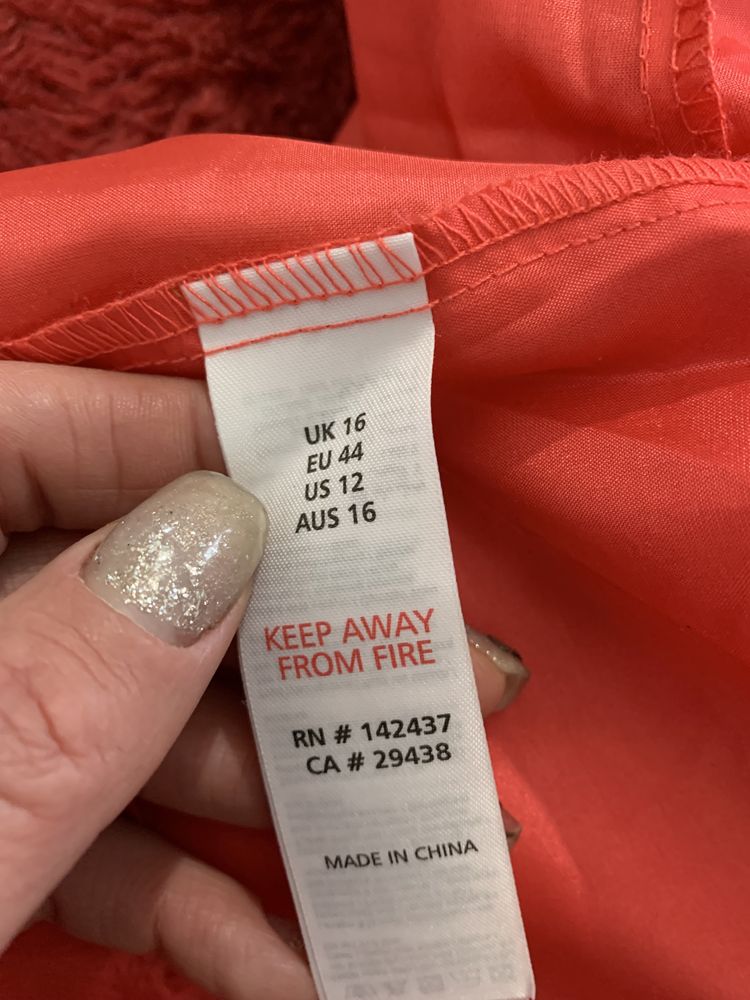 UK 16
EU 44
US 12
AUS 16
KEEP AWAY
FROM FIRE
RN # 142437
CA # 29438
MADE IN CHINA